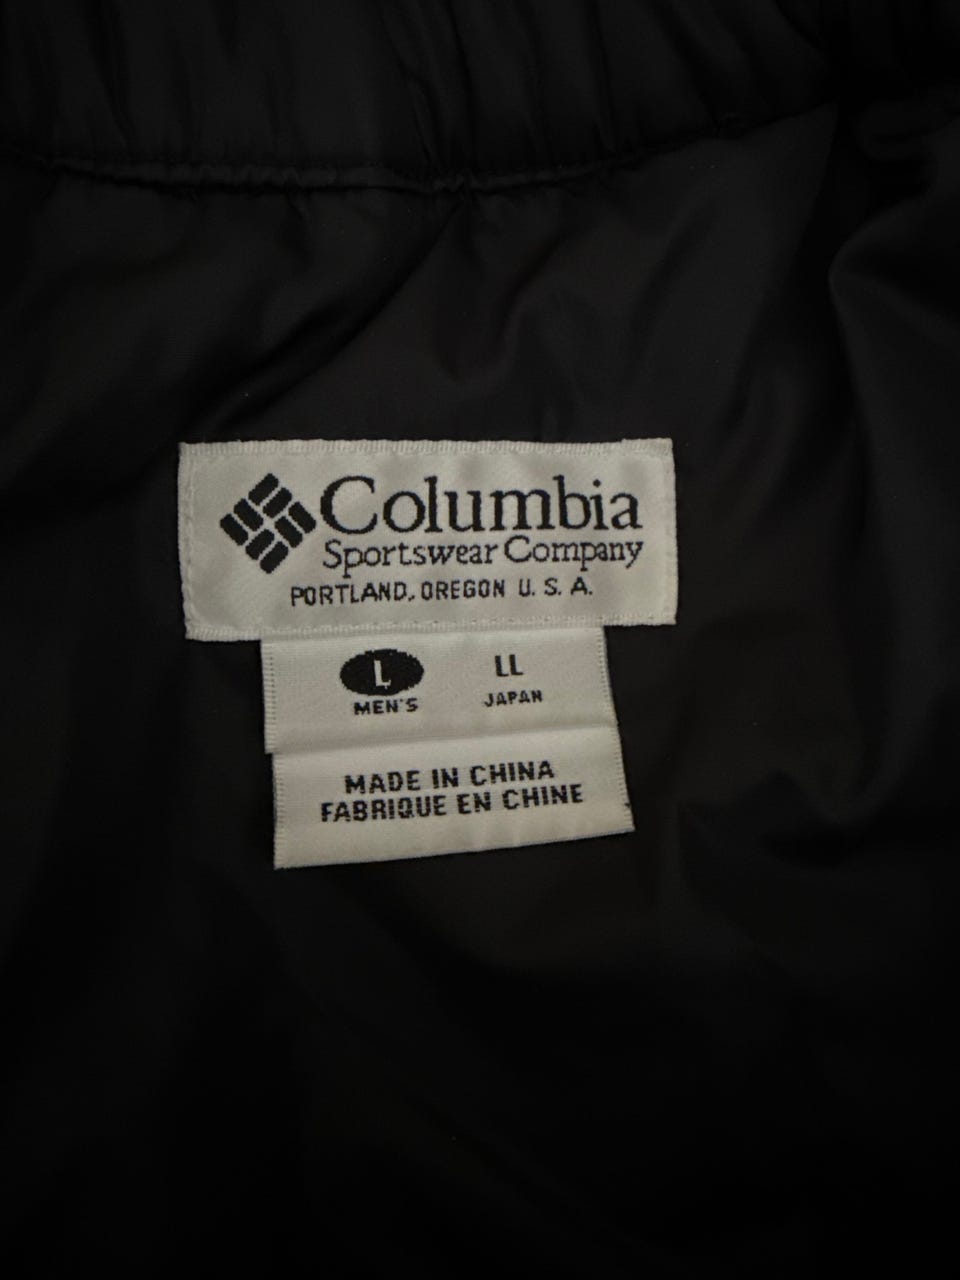 Columbia
Sportswear Company
PORTLAND, OREGON U.S.A.
L LL
MEN'S JAPAN
MADE IN CHINA
FABRIQUE EN CHINE